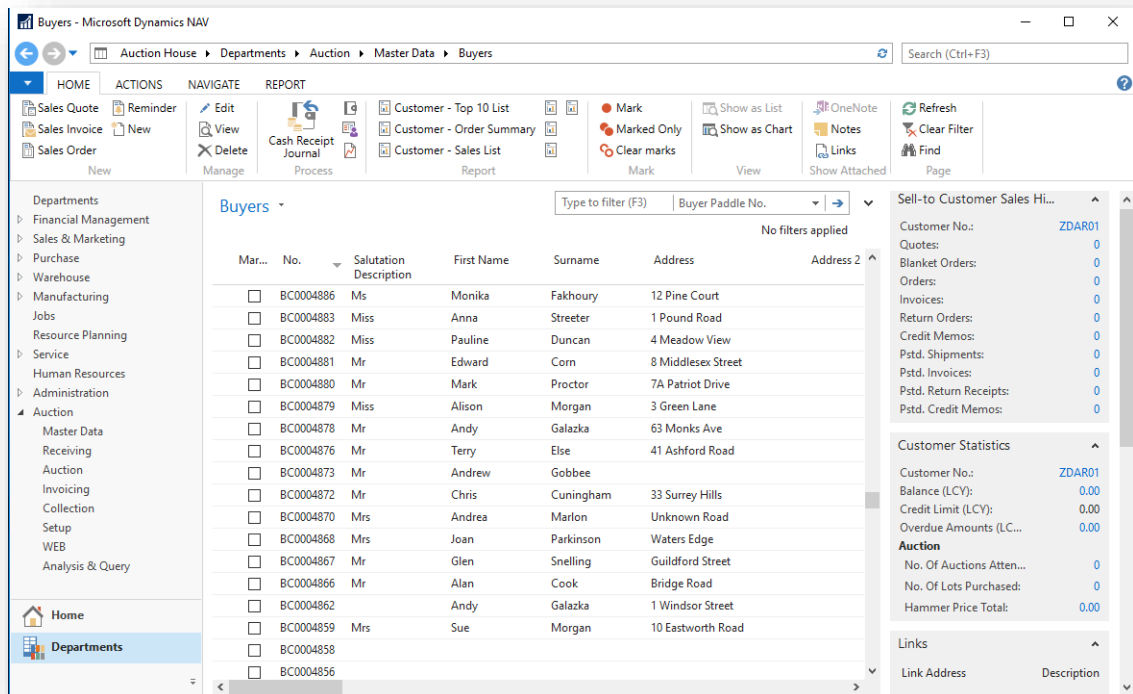 Buyers - Microsoft Dynamics NAV
Auction House Departments Auction Master Data Buyers
Search (Ctrl+F3)
HOME ACTIONS NAVIGATE REPORT
Sales Quote Reminder Edit Customer - Top 10 List Mark Show as List OneNote Refresh
Sales Invoice New View Cash Receipt Journal Customer - Order Summary Marked Only Show as Chart Notes Clear Filter
Sales Order Delete Customer - Sales List Clear marks Links Find
New Manage Process Report Mark View Show Attached Page
Departments
Financial Management
Sales & Marketing
Purchase
Warehouse
Manufacturing
Jobs
Resource Planning
Service
Human Resources
Administration
Auction
Master Data
Receiving
Auction
Invoicing
Collection
Setup
WEB
Analysis & Query
Home
Departments
Buyers
Type to filter (F3) Buyer Paddle No.
No filters applied
Mar... No. Salutation Description First Name Surname Address Address 2
BC0004886 Ms Monika Fakhoury 12 Pine Court
BC0004883 Miss Anna Streeter 1 Pound Road
BC0004882 Miss Pauline Duncan 4 Meadow View
BC0004881 Mr Edward Corn 8 Middlesex Street
BC0004880 Mr Mark Proctor 7A Patriot Drive
BC0004879 Miss Alison Morgan 3 Green Lane
BC0004878 Mr Andy Galazka 63 Monks Ave
BC0004876 Mr Terry Else 41 Ashford Road
BC0004873 Mr Andrew Gobbee
BC0004872 Mr Chris Cuningham 33 Surrey Hills
BC0004870 Mrs Andrea Marlon Unknown Road
BC0004868 Mrs Joan Parkinson Waters Edge
BC0004867 Mr Glen Snelling Guildford Street
BC0004866 Mr Alan Cook Bridge Road
BC0004862 Andy Galazka 1 Windsor Street
BC0004859 Mrs Sue Morgan 10 Eastworth Road
BC0004858
BC0004856
Sell-to Customer Sales Hi...
Customer No.: ZDAR01
Quotes: 0
Blanket Orders: 0
Orders: 0
Invoices: 0
Return Orders: 0
Credit Memos: 0
Pstd. Shipments: 0
Pstd. Invoices: 0
Pstd. Return Receipts: 0
Pstd. Credit Memos: 0
Customer Statistics
Customer No.: ZDAR01
Balance (LCY): 0.00
Credit Limit (LCY): 0.00
Overdue Amounts (LC... 0.00
Auction
No. Of Auctions Atten... 0
No. Of Lots Purchased: 0
Hammer Price Total: 0.00
Links
Link Address Description